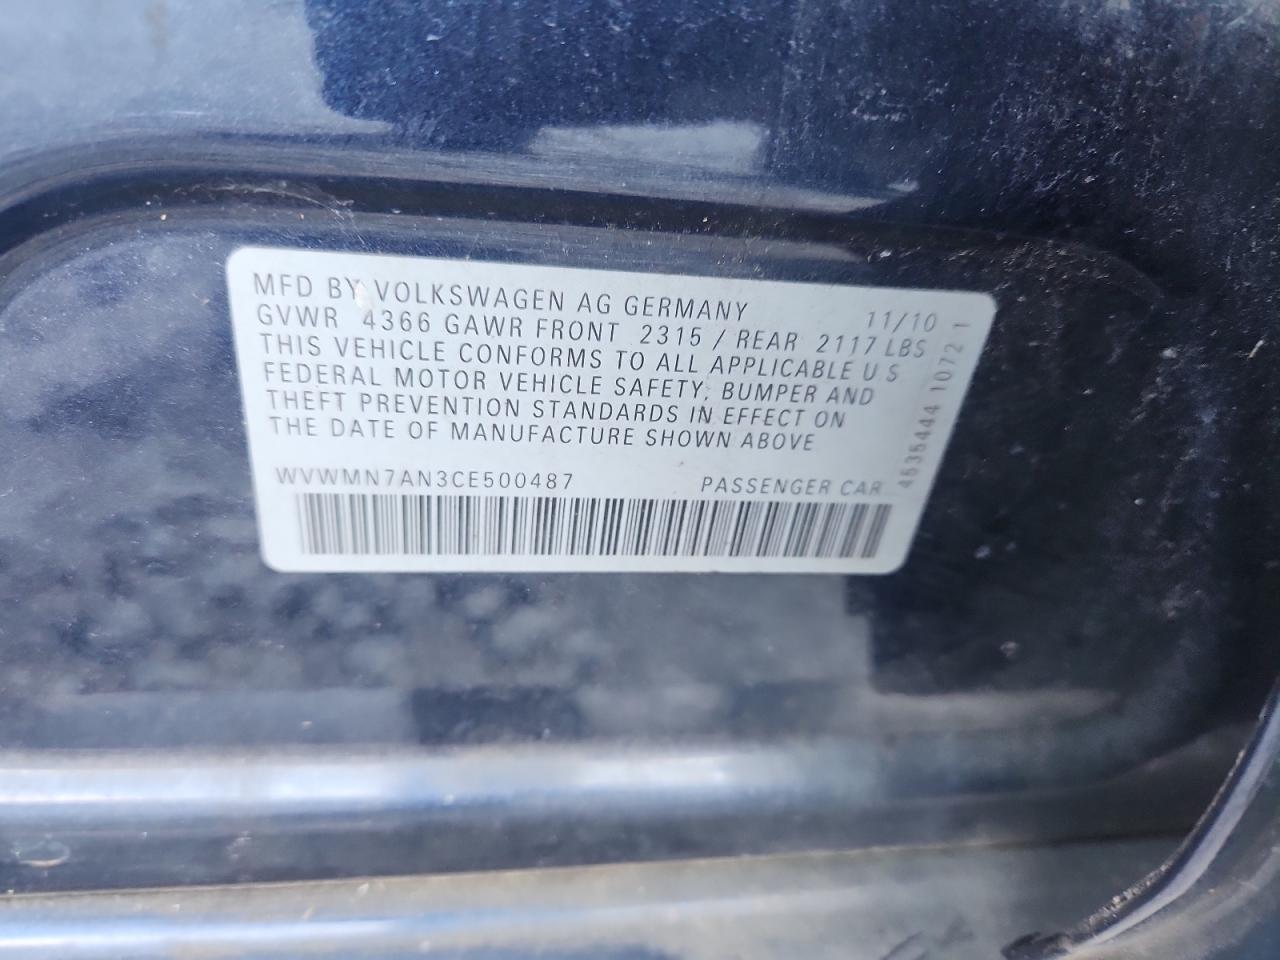 MFD BY VOLKSWAGEN AG GERMANY 11/10
GVWR 4366 GAWR FRONT 2315 / REAR 2117 LBS
THIS VEHICLE CONFORMS TO ALL APPLICABLE U S
FEDERAL MOTOR VEHICLE SAFETY, BUMPER AND
THEFT PREVENTION STANDARDS IN EFFECT ON
THE DATE OF MANUFACTURE SHOWN ABOVE
WVWMN7AN3CE500487 PASSENGER CAR
4535444 1072 1